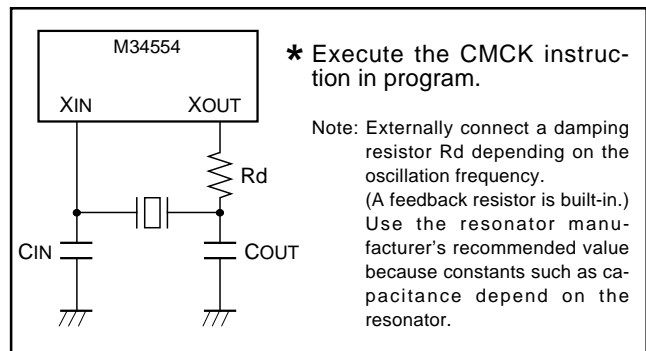 M34554
XIN XOUT
Rd
CIN COUT
* Execute the CMCK instruc-
tion in program.
Note: Externally connect a damping
resistor Rd depending on the
oscillation frequency.
(A feedback resistor is built-in.)
Use the resonator manu-
facturer's recommended value
because constants such as ca-
pacitance depend on the
resonator.